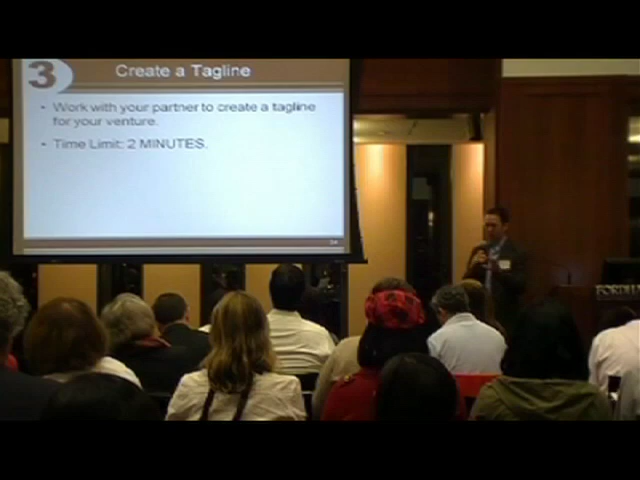 3
Create a Tagline
• Work with your partner to create a tagline
for your venture.
• Time Limit: 2 MINUTES.